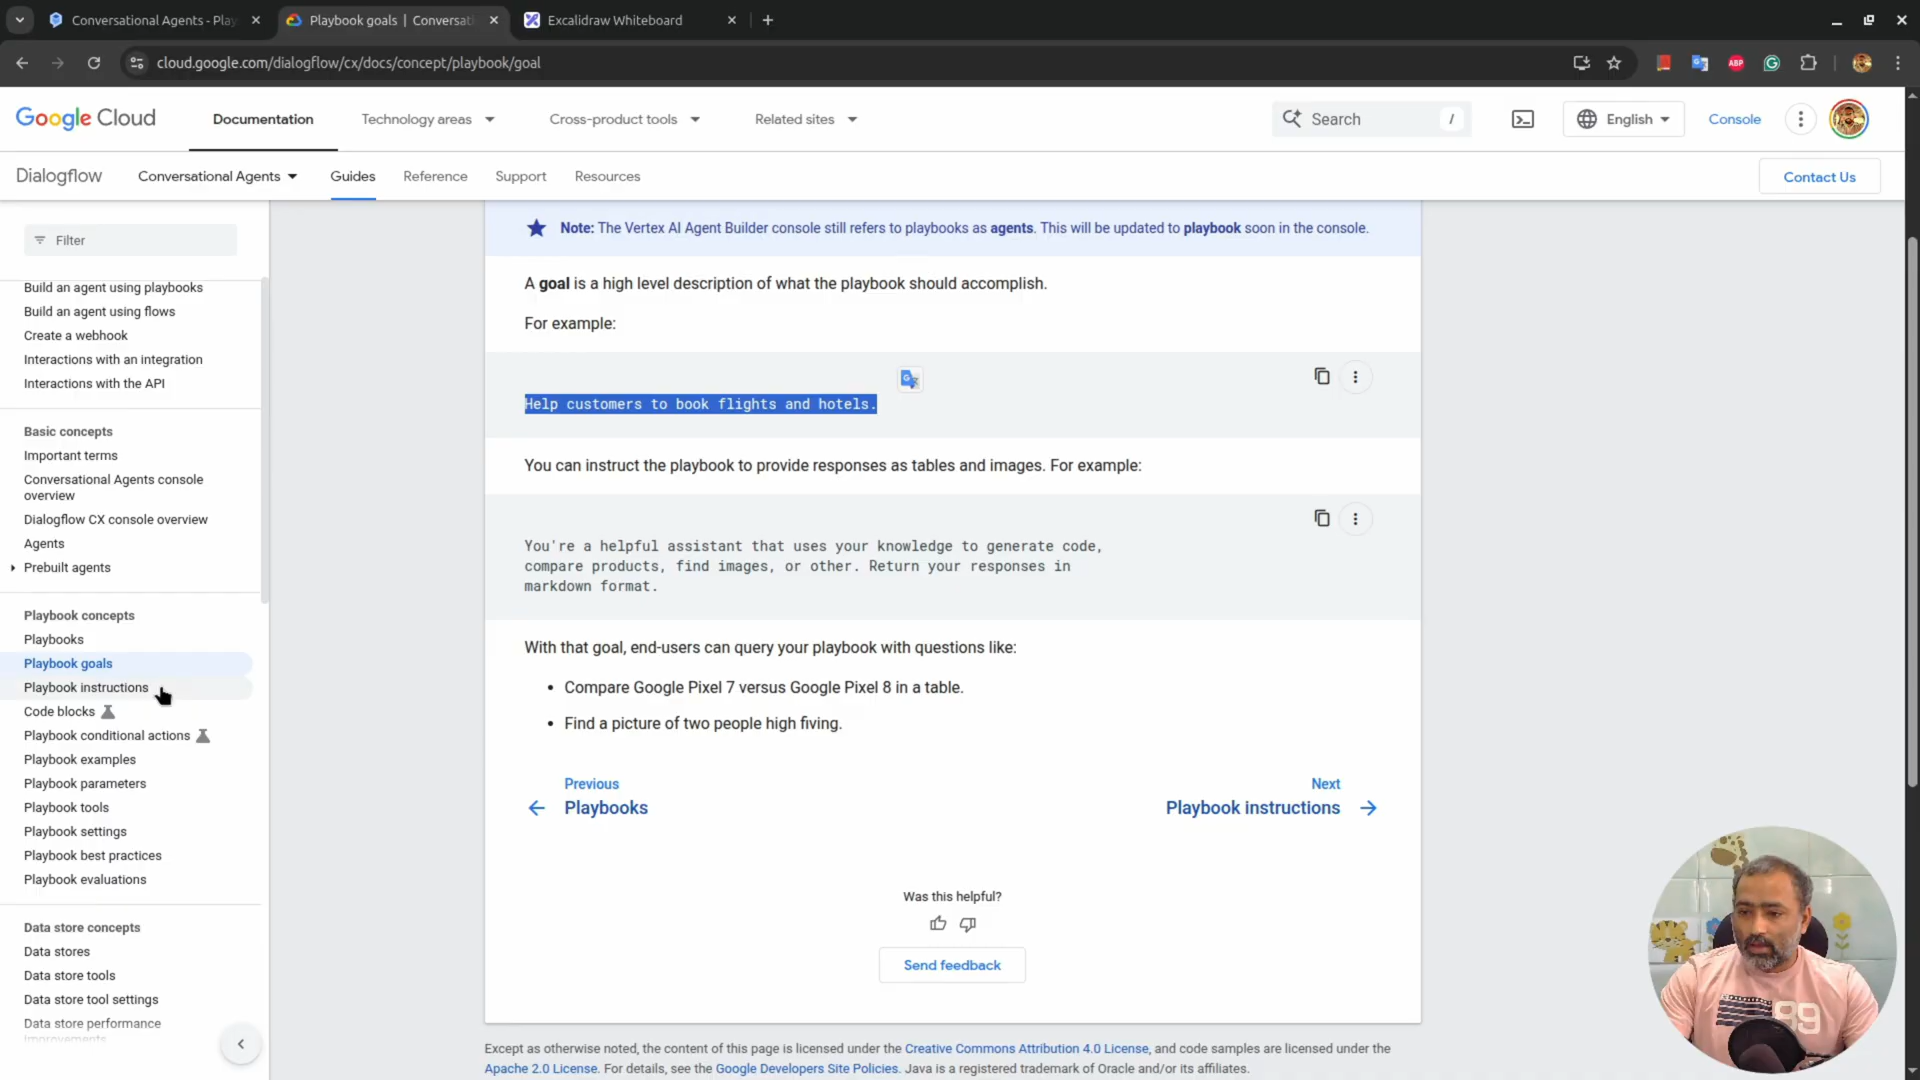 Conversational Agents - Play
Playbook goals | Conversati
Excalidraw Whiteboard
cloud.google.com/dialogflow/cx/docs/concept/playbook/goal
ABP
Google Cloud
Documentation
Technology areas
Cross-product tools
Related sites
Search
/
English
Console
Dialogflow
Conversational Agents
Guides
Reference
Support
Resources
Contact Us
Filter
Build an agent using playbooks
Build an agent using flows
Create a webhook
Interactions with an integration
Interactions with the API
Basic concepts
Important terms
Conversational Agents console
overview
Dialogflow CX console overview
Agents
Prebuilt agents
Playbook concepts
Playbooks
Playbook goals
Playbook instructions
Code blocks
Playbook conditional actions
Playbook examples
Playbook parameters
Playbook tools
Playbook settings
Playbook best practices
Playbook evaluations
Data store concepts
Data stores
Data store tools
Data store tool settings
Data store performance
improvements
Note: The Vertex AI Agent Builder console still refers to playbooks as agents. This will be updated to playbook soon in the console.
A goal is a high level description of what the playbook should accomplish.
For example:
Help customers to book flights and hotels.
You can instruct the playbook to provide responses as tables and images. For example:
You're a helpful assistant that uses your knowledge to generate code,
compare products, find images, or other. Return your responses in
markdown format.
With that goal, end-users can query your playbook with questions like:
• Compare Google Pixel 7 versus Google Pixel 8 in a table.
• Find a picture of two people high fiving.
Previous
Playbooks
Next
Playbook instructions
Was this helpful?
Send feedback
Except as otherwise noted, the content of this page is licensed under the Creative Commons Attribution 4.0 License, and code samples are licensed under the
Apache 2.0 License. For details, see the Google Developers Site Policies. Java is a registered trademark of Oracle and/or its affiliates.
89